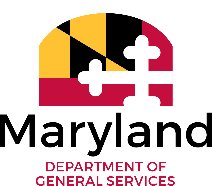 Maryland
DEPARTMENT OF
GENERAL SERVICES